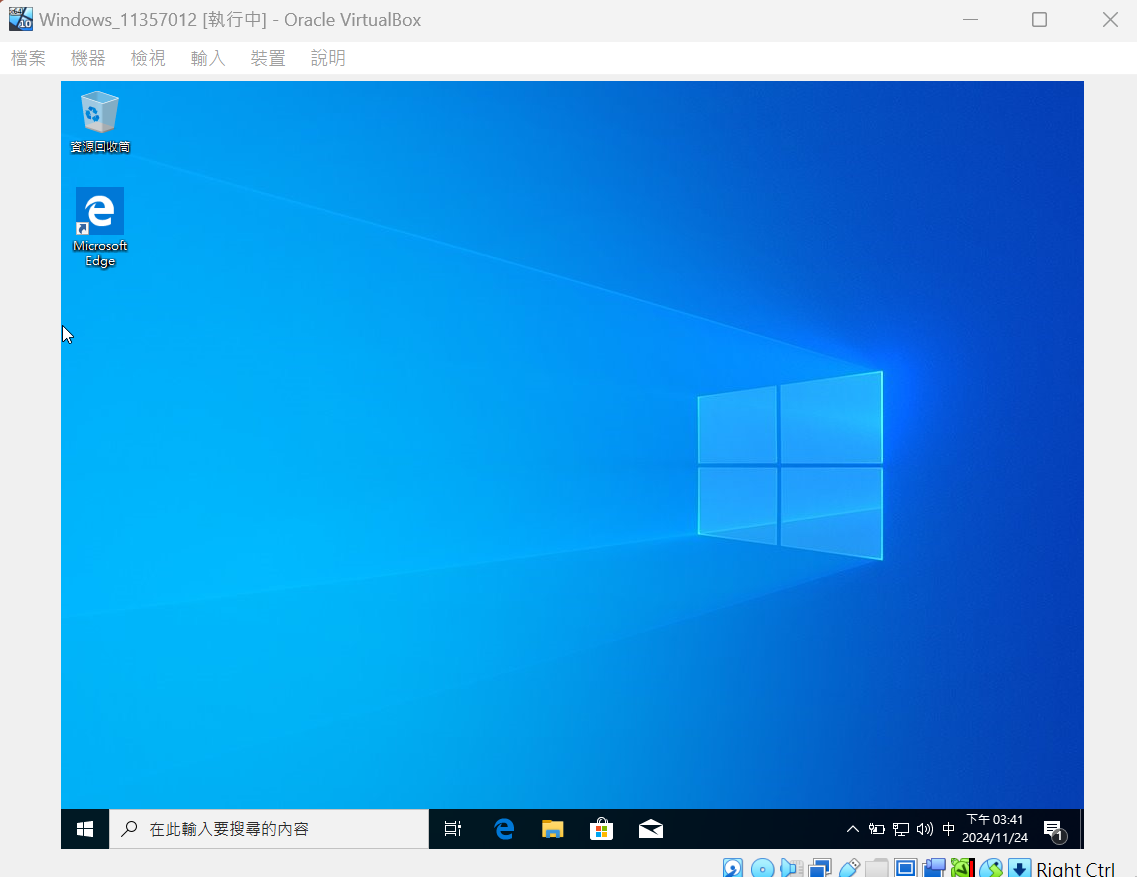 Windows_11357012 [執行中] - Oracle VirtualBox
檔案 機器 檢視 輸入 裝置 說明
資源回收筒
Microsoft
Edge
在此輸入要搜尋的內容
中
下午 03:41
2024/11/24
1
Right Ctrl